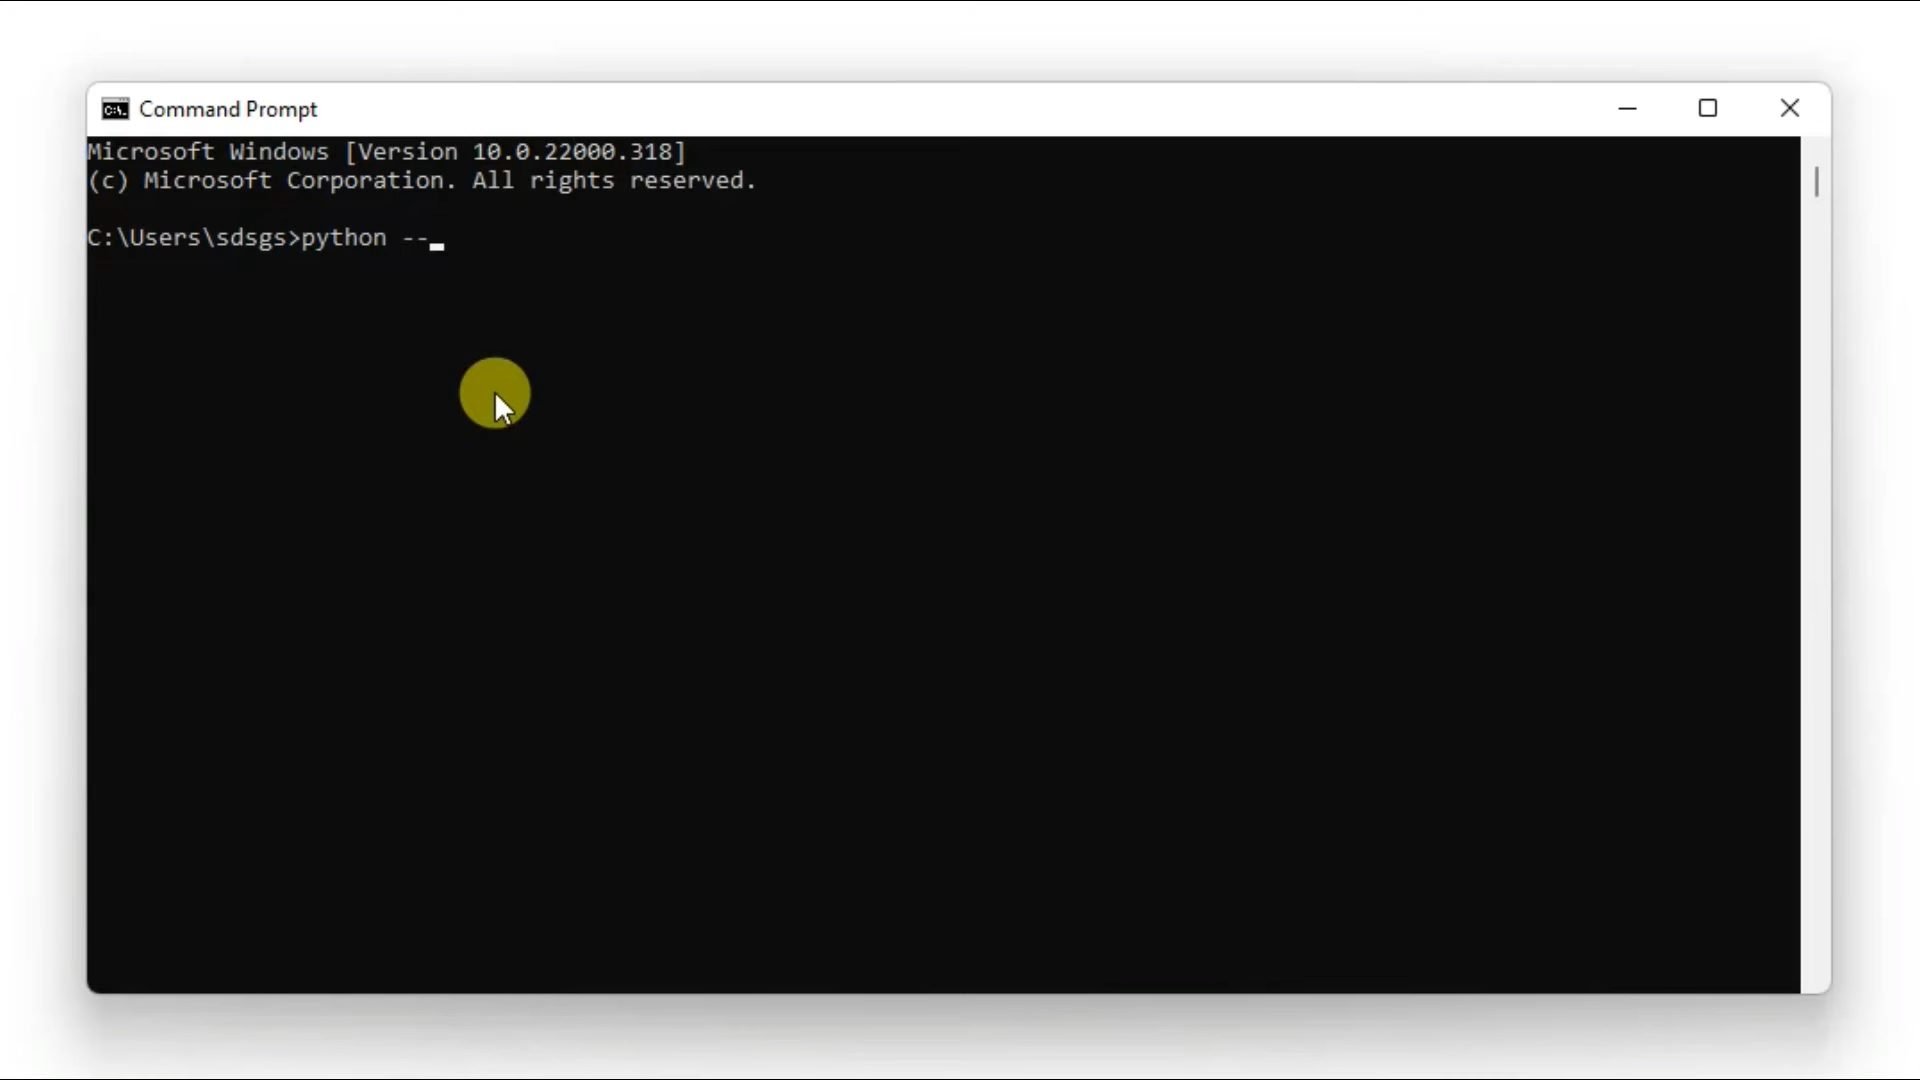 Command Prompt
Microsoft Windows [Version 10.0.22000.318]
(c) Microsoft Corporation. All rights reserved.
C:\Users\sdsgs>python --